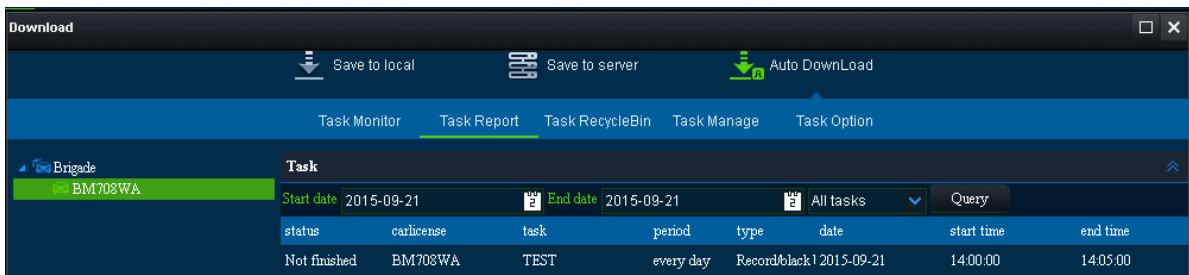 Download
Save to local Save to server Auto DownLoad
Task Monitor Task Report Task RecycleBin Task Manage Task Option
Brigade
BM708WA
Task
Start date 2015-09-21 End date 2015-09-21 All tasks Query
status carlicense task period type date start time end time
Not finished BM708WA TEST every day Record/black 2015-09-21 14:00:00 14:05:00